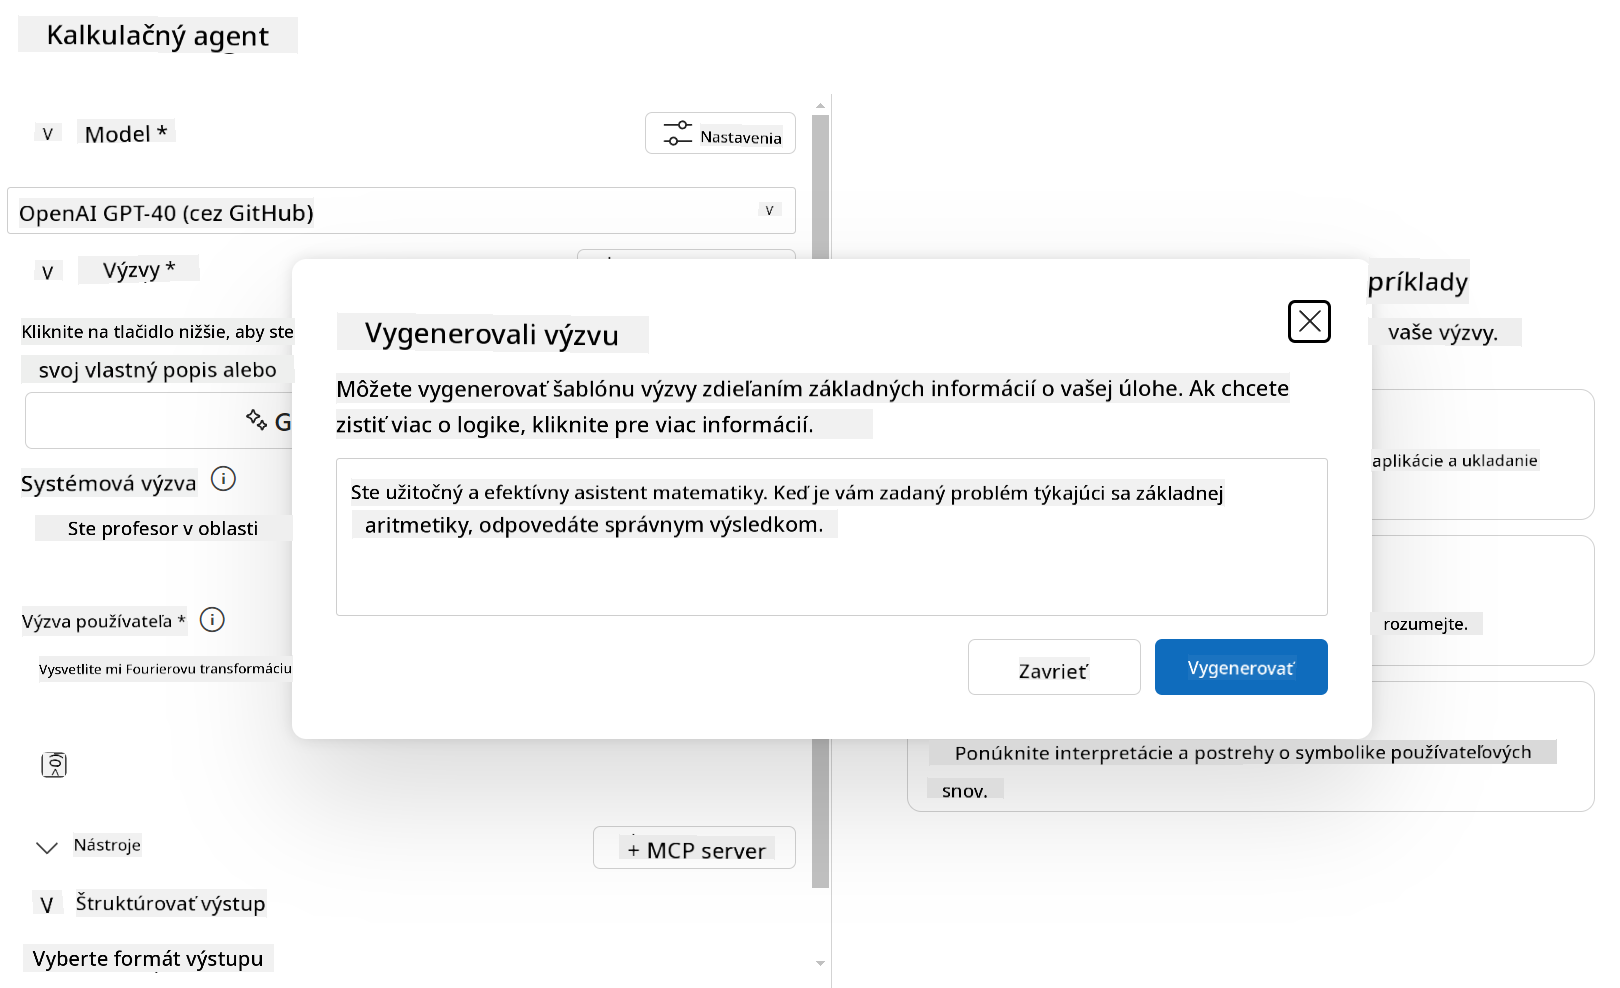 Kalkulačný agent
V Model *
Nastavenia
OpenAI GPT-40 (cez GitHub) V
V Výzvy *
Kliknite na tlačidlo nižšie, aby ste
svoj vlastný popis alebo
G
Systémová výzva
Ste profesor v oblasti
Výzva používateľa *
Vysvetlite mi Fourierovu transformáciu
Nástroje
+ MCP server
V Štruktúrovať výstup
Vyberte formát výstupu
Vygenerovali výzvu
Môžete vygenerovať šablónu výzvy zdieľaním základných informácií o vašej úlohe. Ak chcete
zistiť viac o logike, kliknite pre viac informácií.
Ste užitočný a efektívny asistent matematiky. Keď je vám zadaný problém týkajúci sa základnej
aritmetiky, odpovedáte správnym výsledkom.
Zavrieť
Vygenerovať
príklady
vaše výzvy.
aplikácie a ukladanie
rozumejte.
Ponúknite interpretácie a postrehy o symbolike používateľových
snov.